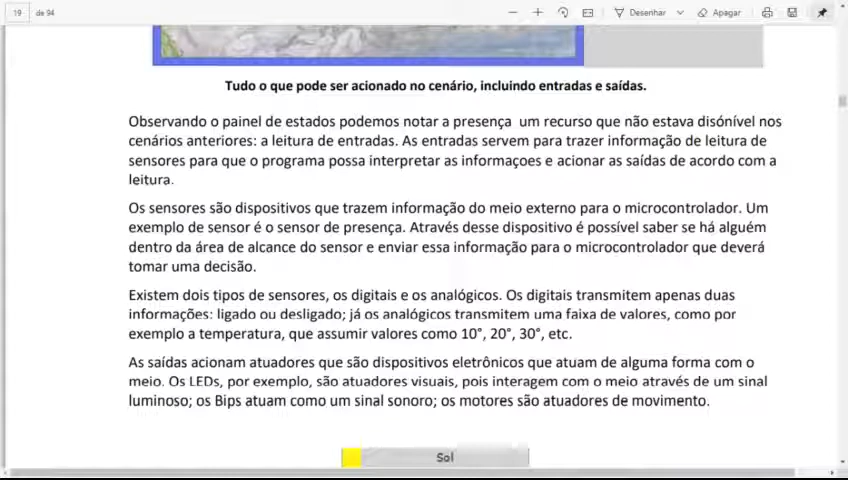 19 de 94 Desenhar Apagar
Tudo o que pode ser acionado no cenário, incluindo entradas e saídas.
Observando o painel de estados podemos notar a presença um recurso que não estava disónível nos
cenários anteriores: a leitura de entradas. As entradas servem para trazer informação de leitura de
sensores para que o programa possa interpretar as informaçoes e acionar as saídas de acordo com a
leitura.
Os sensores são dispositivos que trazem informação do meio externo para o microcontrolador. Um
exemplo de sensor é o sensor de presença. Através desse dispositivo é possível saber se há alguém
dentro da área de alcance do sensor e enviar essa informação para o microcontrolador que deverá
tomar uma decisão.
Existem dois tipos de sensores, os digitais e os analógicos. Os digitais transmitem apenas duas
informações: ligado ou desligado; já os analógicos transmitem uma faixa de valores, como por
exemplo a temperatura, que assumir valores como 10°, 20°, 30°, etc.
As saídas acionam atuadores que são dispositivos eletrônicos que atuam de alguma forma com o
meio. Os LEDs, por exemplo, são atuadores visuais, pois interagem com o meio através de um sinal
luminoso; os Bips atuam como um sinal sonoro; os motores são atuadores de movimento.
Sol